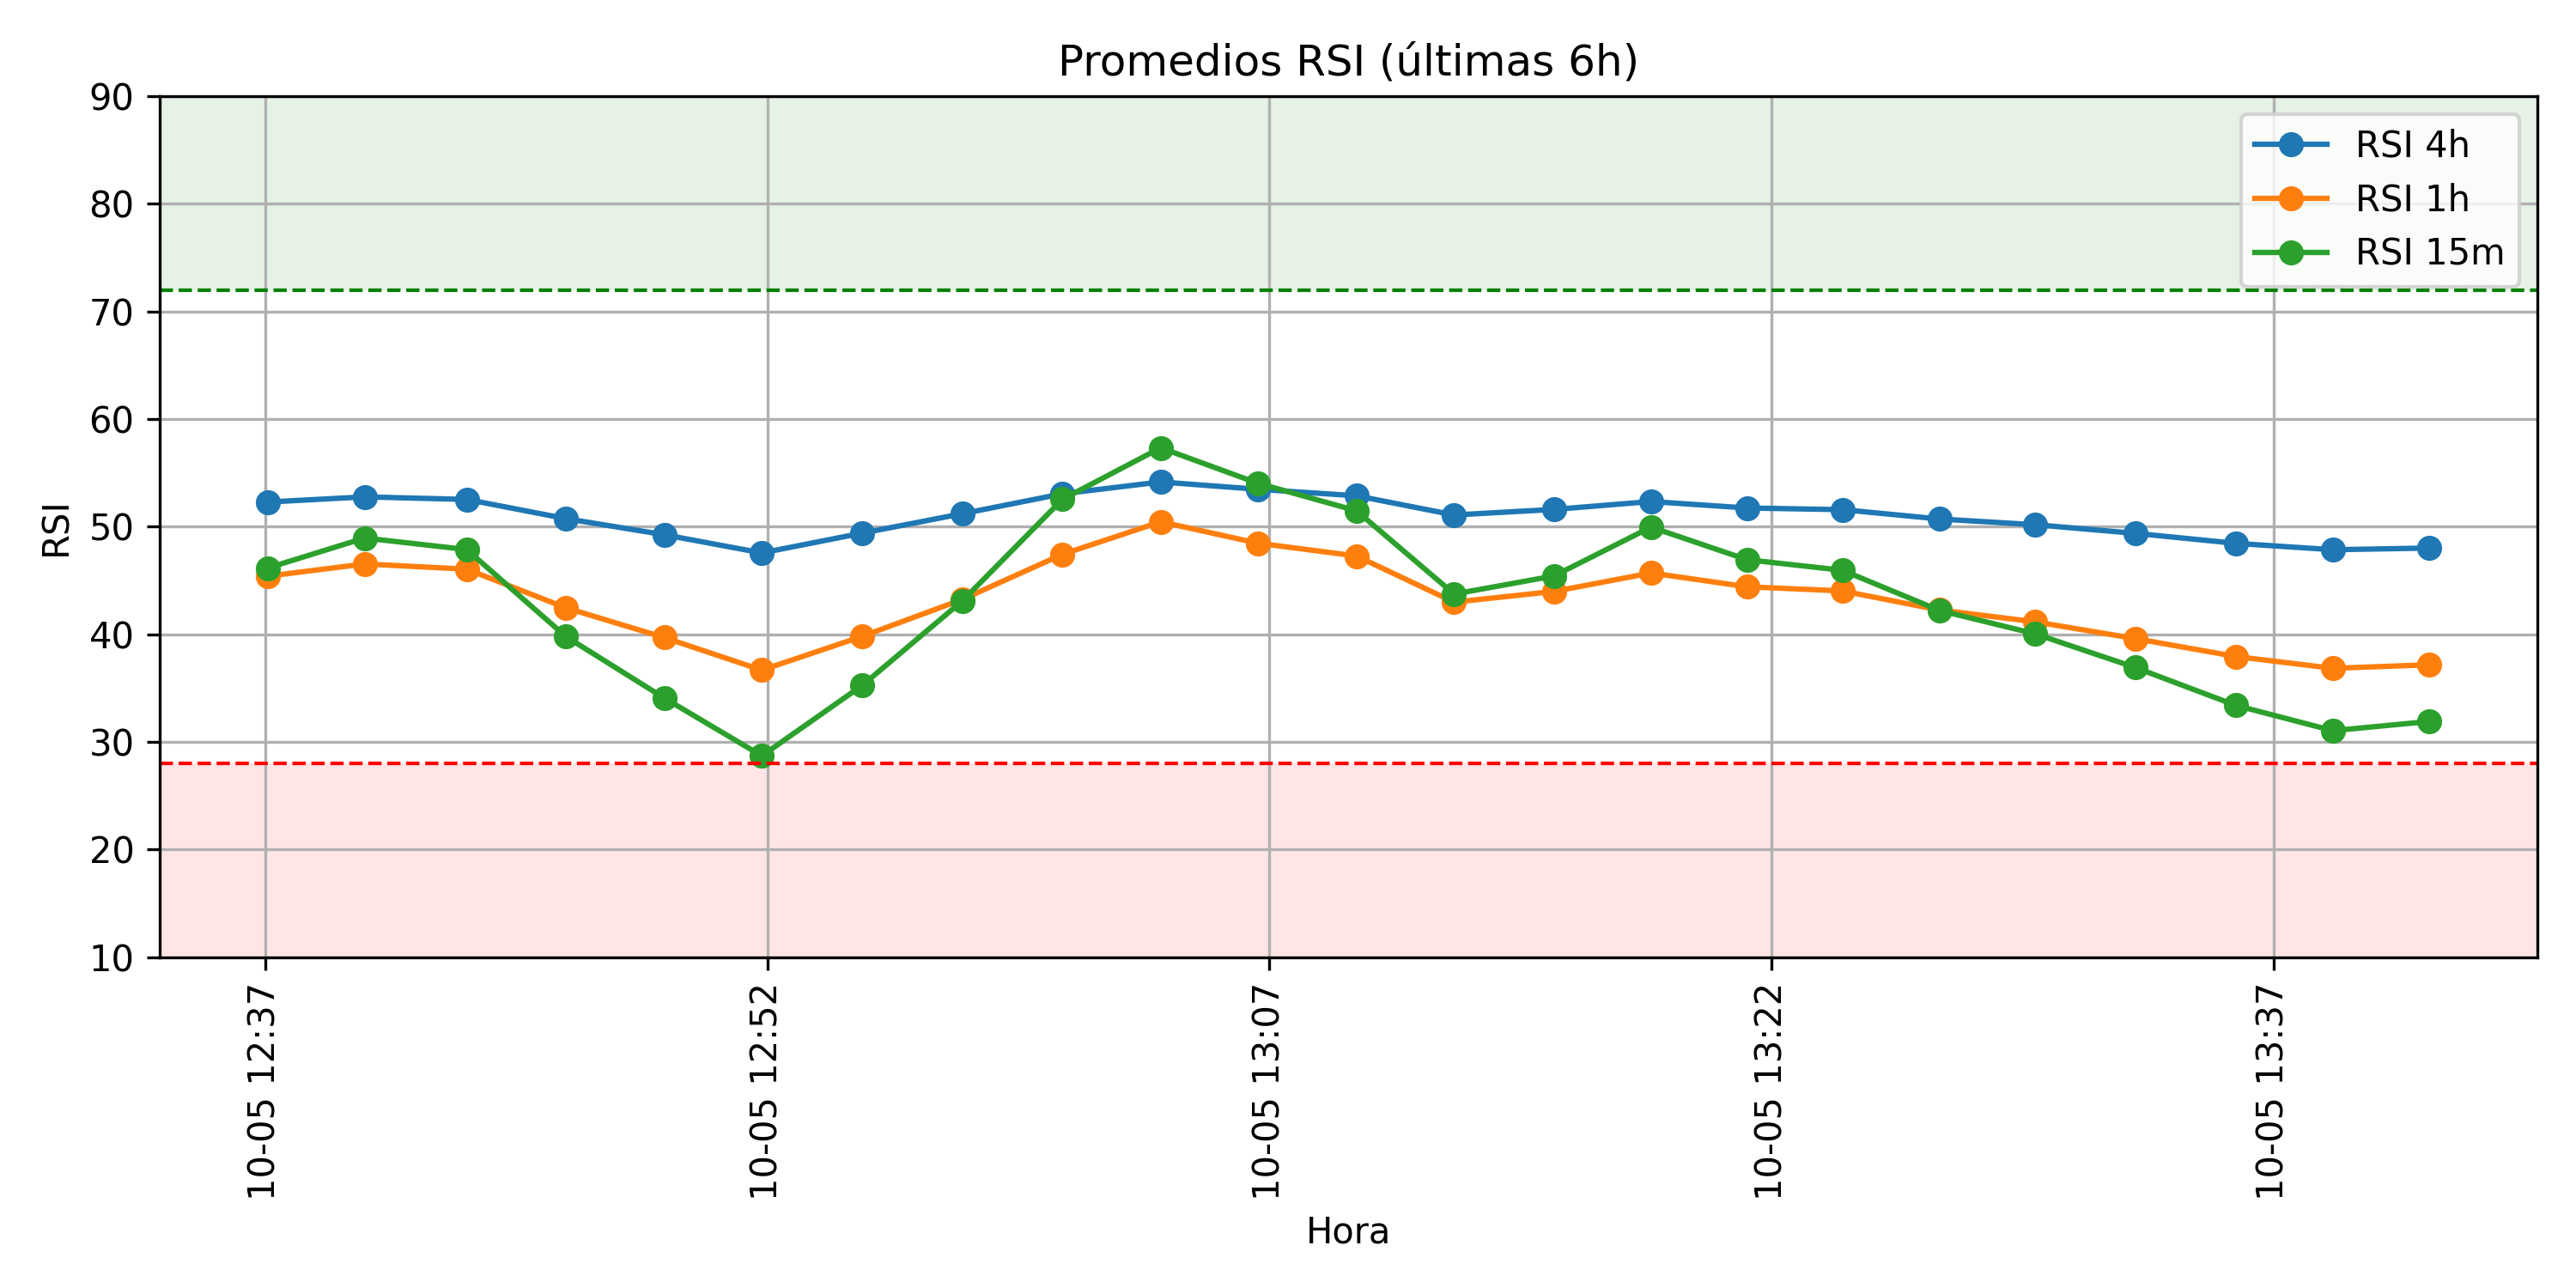 Promedios RSI (últimas 6h)
90
80
70
60
50
40
30
20
10
RSI
RSI 4h
RSI 1h
RSI 15m
10-05 12:37
10-05 12:52
10-05 13:07
10-05 13:22
10-05 13:37
Hora